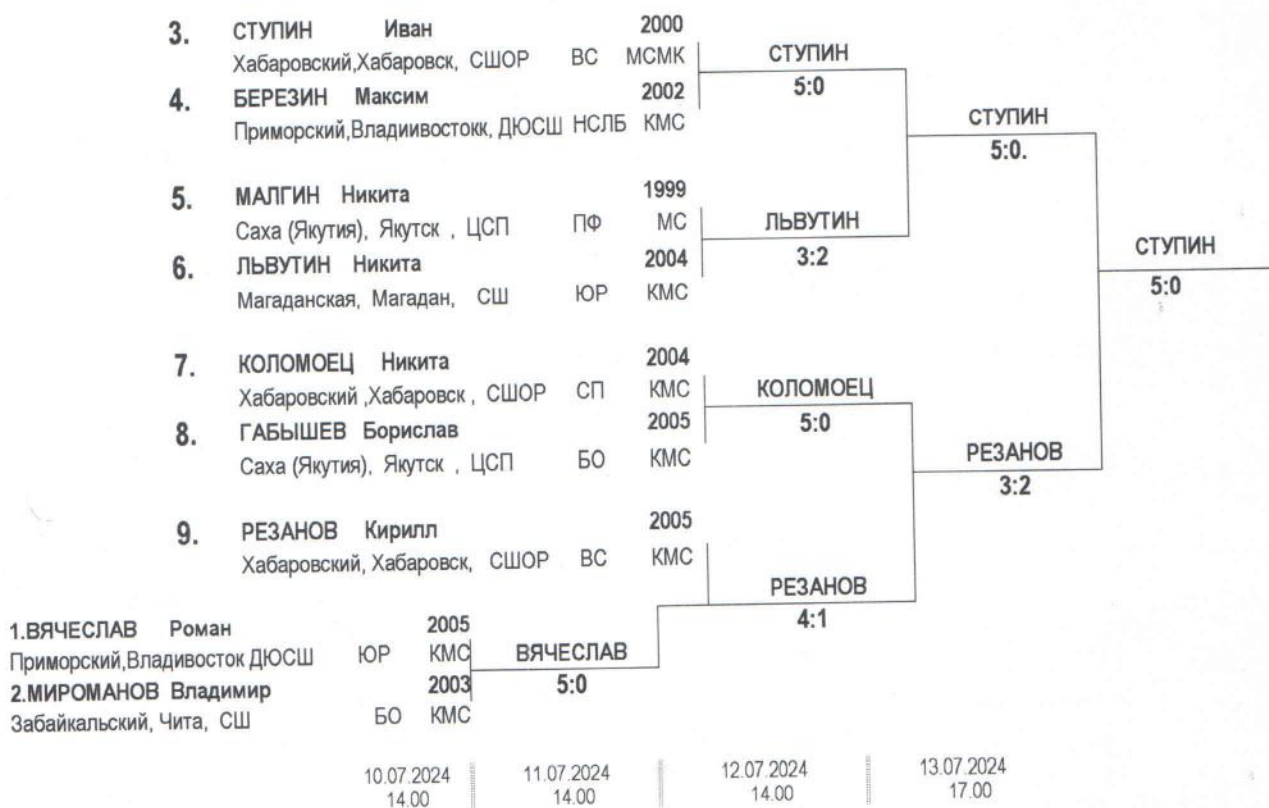 3. СТУПИН Иван 2000
Хабаровский,Хабаровск, СШОР ВС МСМК
СТУПИН
5:0
4. БЕРЕЗИН Максим 2002
Приморский,Владиивостокк, ДЮСШ НСЛБ КМС
СТУПИН
5:0.
5. МАЛГИН Никита 1999
Саха (Якутия), Якутск , ЦСП ПФ МС
ЛЬВУТИН
3:2
6. ЛЬВУТИН Никита 2004
Магаданская, Магадан, СШ ЮР КМС
СТУПИН
5:0
7. КОЛОМОЕЦ Никита 2004
Хабаровский ,Хабаровск , СШОР СП КМС
КОЛОМОЕЦ
5:0
8. ГАБЫШЕВ Борислав 2005
Саха (Якутия), Якутск , ЦСП БО КМС
РЕЗАНОВ
3:2
9. РЕЗАНОВ Кирилл 2005
Хабаровский, Хабаровск, СШОР ВС КМС
РЕЗАНОВ
4:1
1.ВЯЧЕСЛАВ Роман 2005
Приморский,Владивосток ДЮСШ ЮР КМС
ВЯЧЕСЛАВ
5:0
2.МИРОМАНОВ Владимир 2003
Забайкальский, Чита, СШ БО КМС
10.07.2024 11.07.2024 12.07.2024 13.07.2024
14.00 14.00 14.00 17.00